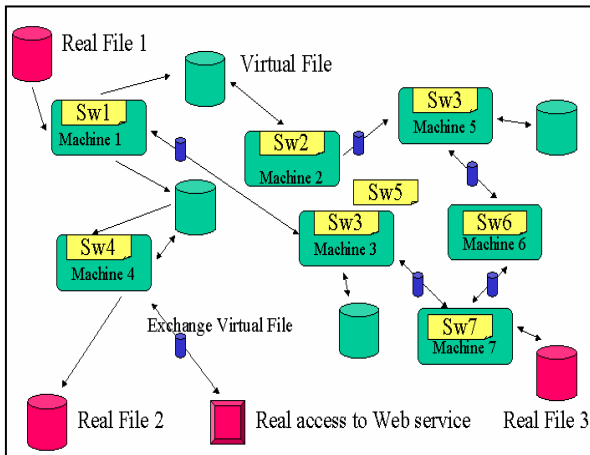 Real File 1
Virtual File
Sw1
Machine 1
Sw2
Machine 2
Sw3
Machine 5
Sw5
Sw3
Machine 3
Sw6
Machine 6
Sw4
Machine 4
Exchange Virtual File
Sw7
Machine 7
Real File 2
Real access to Web service
Real File 3